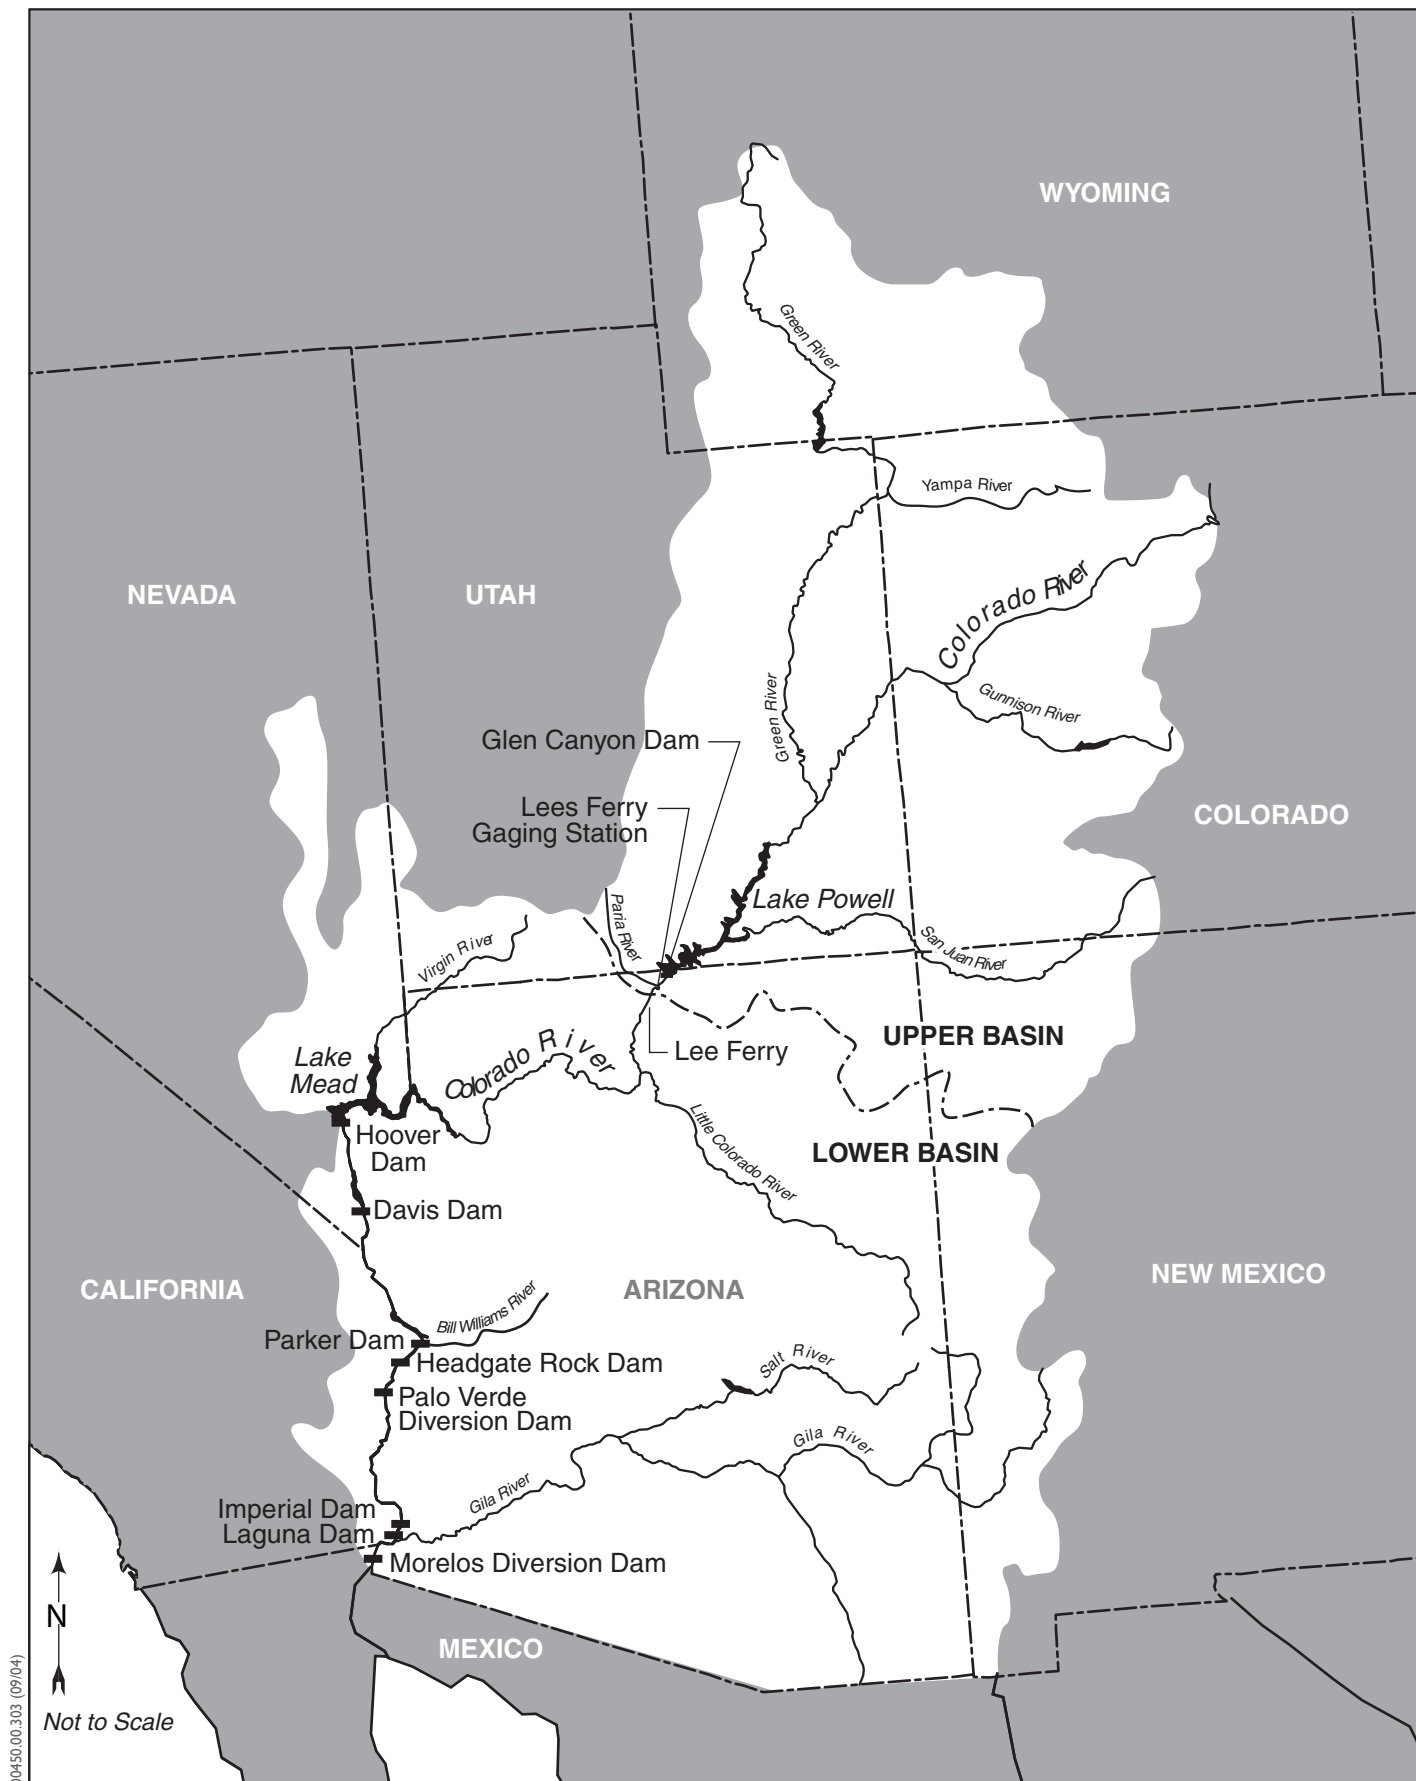 WYOMING
Green River
Yampa River
Colorado River
NEVADA
UTAH
Gunnison River
Green River
Glen Canyon Dam
Lees Ferry
Gaging Station
COLORADO
Lake Powell
Paria River
San Juan River
Virgin River
UPPER BASIN
Lee Ferry
Colorado River
Lake
Mead
Little Colorado River
Hoover
Dam
LOWER BASIN
Davis Dam
CALIFORNIA
ARIZONA
NEW MEXICO
Bill Williams River
Parker Dam
Headgate Rock Dam
Salt River
Palo Verde
Diversion Dam
Gila River
Gila River
Imperial Dam
Laguna Dam
Morelos Diversion Dam
N
MEXICO
Not to Scale
00450.00.303 (09/04)